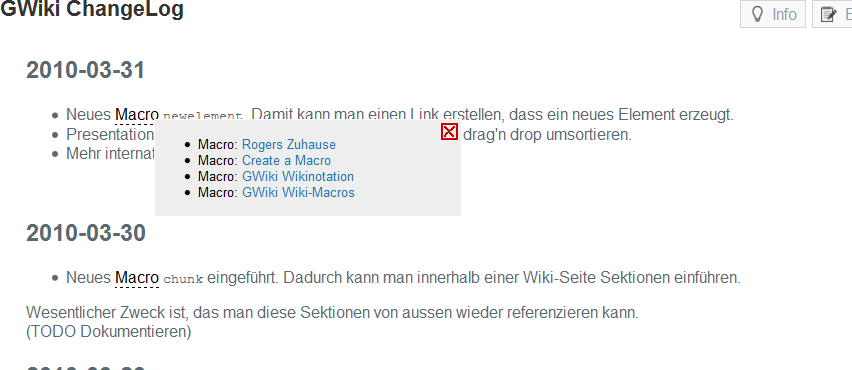 GWiki ChangeLog
Info
2010-03-31
Neues Macro newelement. Damit kann man einen Link erstellen, dass ein neues Element erzeugt.
Presentation drag'n drop umsortieren.
Mehr internat
Macro: Rogers Zuhause
Macro: Create a Macro
Macro: GWiki Wikinotation
Macro: GWiki Wiki-Macros
2010-03-30
Neues Macro chunk eingeführt. Dadurch kann man innerhalb einer Wiki-Seite Sektionen einführen.
Wesentlicher Zweck ist, das man diese Sektionen von aussen wieder referenzieren kann.
(TODO Dokumentieren)